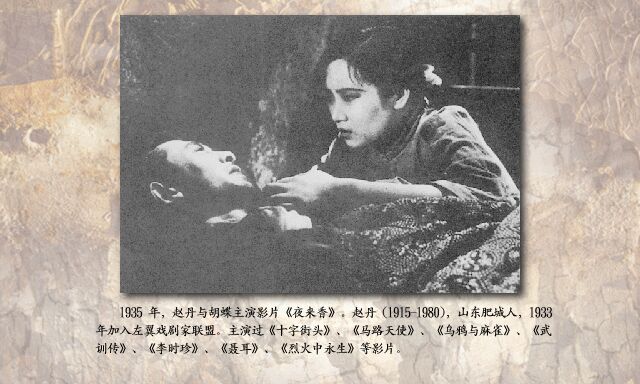 1935 年，赵丹与胡蝶主演影片《夜来香》。赵丹（1915-1980），山东肥城人，1933
年加入左翼戏剧家联盟。主演过《十字街头》、《马路天使》、《乌鸦与麻雀》、《武
训传》、《李时珍》、《聂耳》、《烈火中永生》等影片。